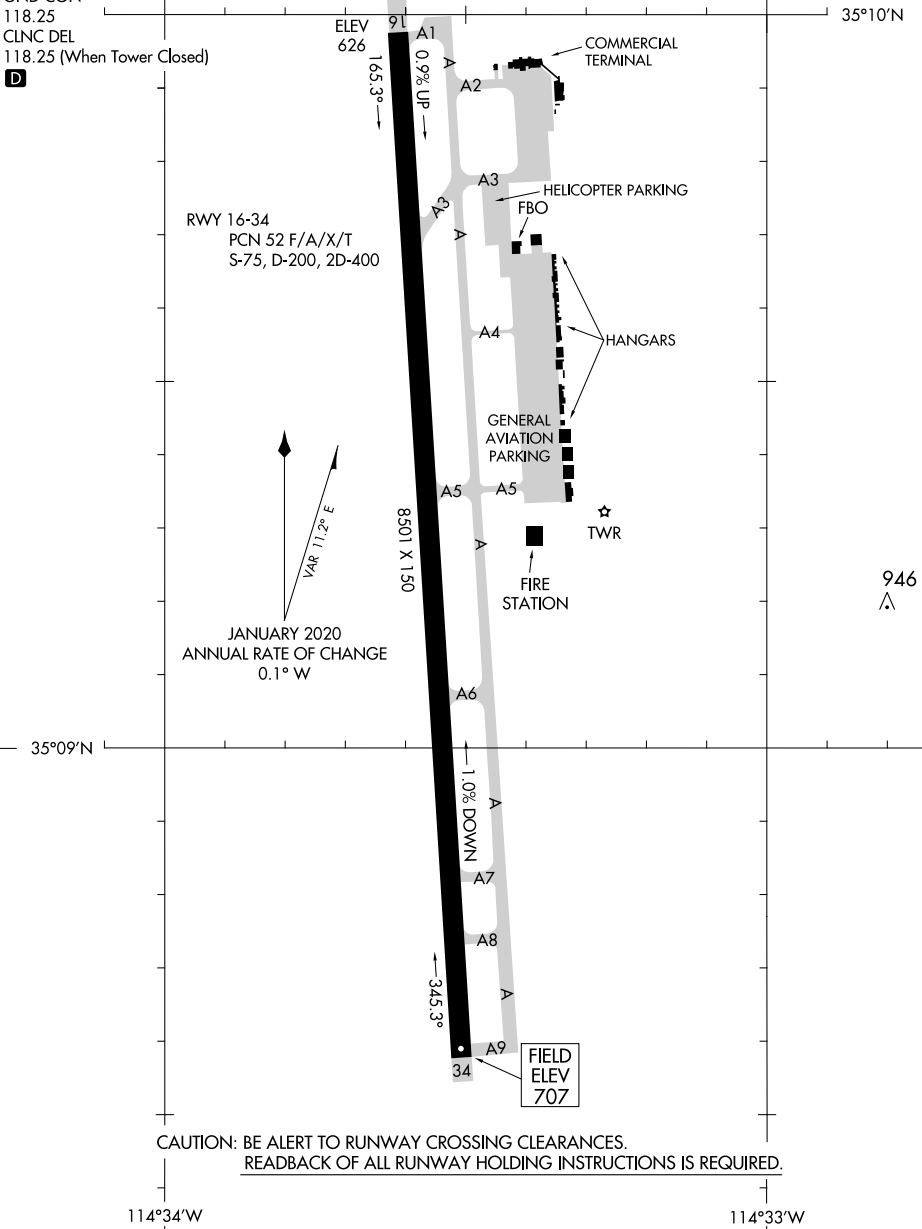 118.25
CLNC DEL
118.25 (When Tower Closed)
D
35°10'N
16
ELEV
626
165.3°
0.9% UP
A1
A
A2
COMMERCIAL
TERMINAL
A3
HELICOPTER PARKING
A3
FBO
A
RWY 16-34
PCN 52 F/A/X/T
S-75, D-200, 2D-400
A4
HANGARS
GENERAL
AVIATION
PARKING
A5
A5
TWR
8501 X 150
A
VAR 11.2° E
FIRE
STATION
946
JANUARY 2020
ANNUAL RATE OF CHANGE
0.1° W
A6
35°09'N
1.0% DOWN
A
A7
A8
345.3°
A
A9
34
FIELD
ELEV
707
CAUTION: BE ALERT TO RUNWAY CROSSING CLEARANCES.
READBACK OF ALL RUNWAY HOLDING INSTRUCTIONS IS REQUIRED.
114°34'W
114°33'W